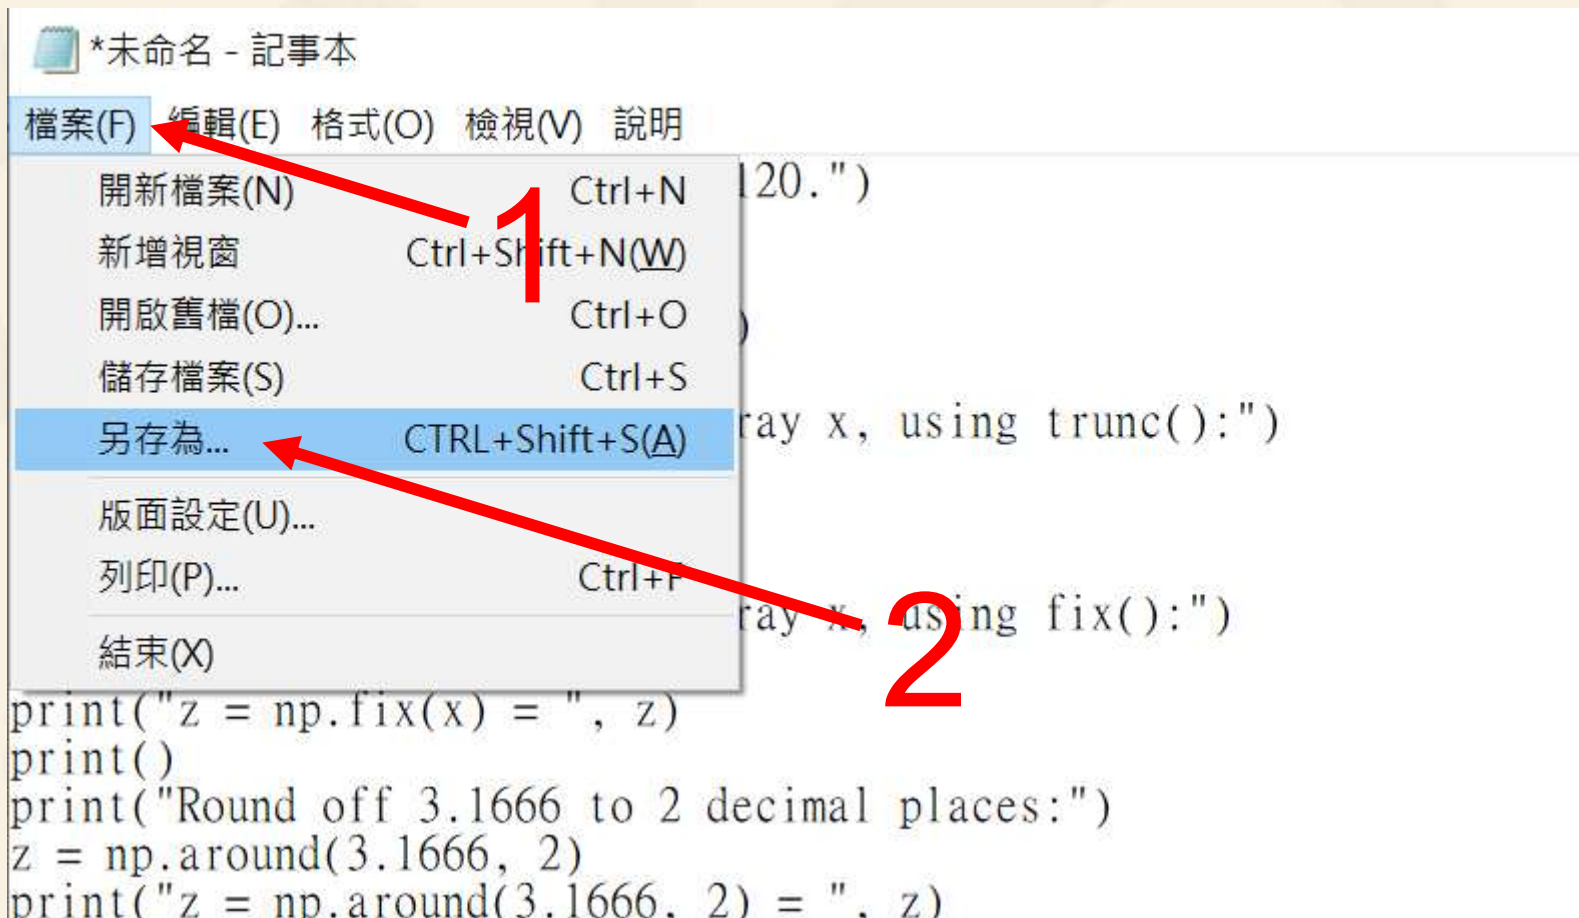 *未命名 - 記事本
檔案(F) 編輯(E) 格式(O) 檢視(V) 說明
開新檔案(N) Ctrl+N
120.")
1
新增視窗 Ctrl+Shift+N(W)
開啟舊檔(O)... Ctrl+O
)
儲存檔案(S) Ctrl+S
另存為... CTRL+Shift+S(A)
ray x, using trunc():")
版面設定(U)...
列印(P)... Ctrl+P
ray x, using fix():")
2
結束(X)
print("z = np.fix(x) = ", z)
print()
print("Round off 3.1666 to 2 decimal places:")
z = np.around(3.1666, 2)
print("z = np.around(3.1666, 2) = ", z)